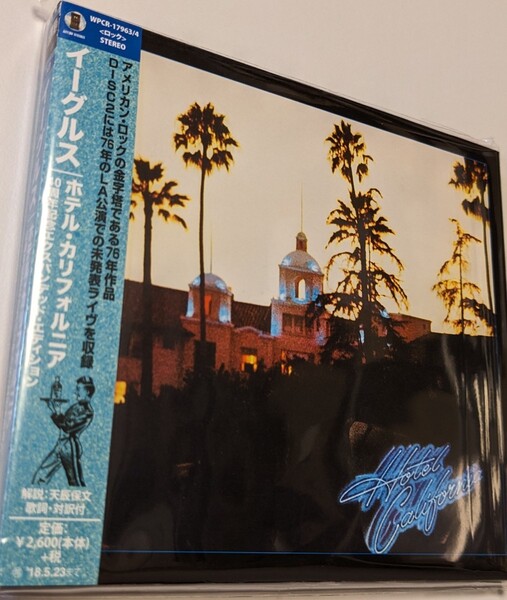 WPCR-17963/4
<ロック>
STEREO
アメリカン・ロックの金字塔である76年作品
DISC2には76年のLA公演での未発表ライヴを収録
イーグルス/ホテル・カリフォルニア
40周年記念エクスパンデッド・エディション
解説:天辰保文
歌詞・対訳付
定価:
¥2,600(本体)
+税
'18.5.23まで
Hotel
California